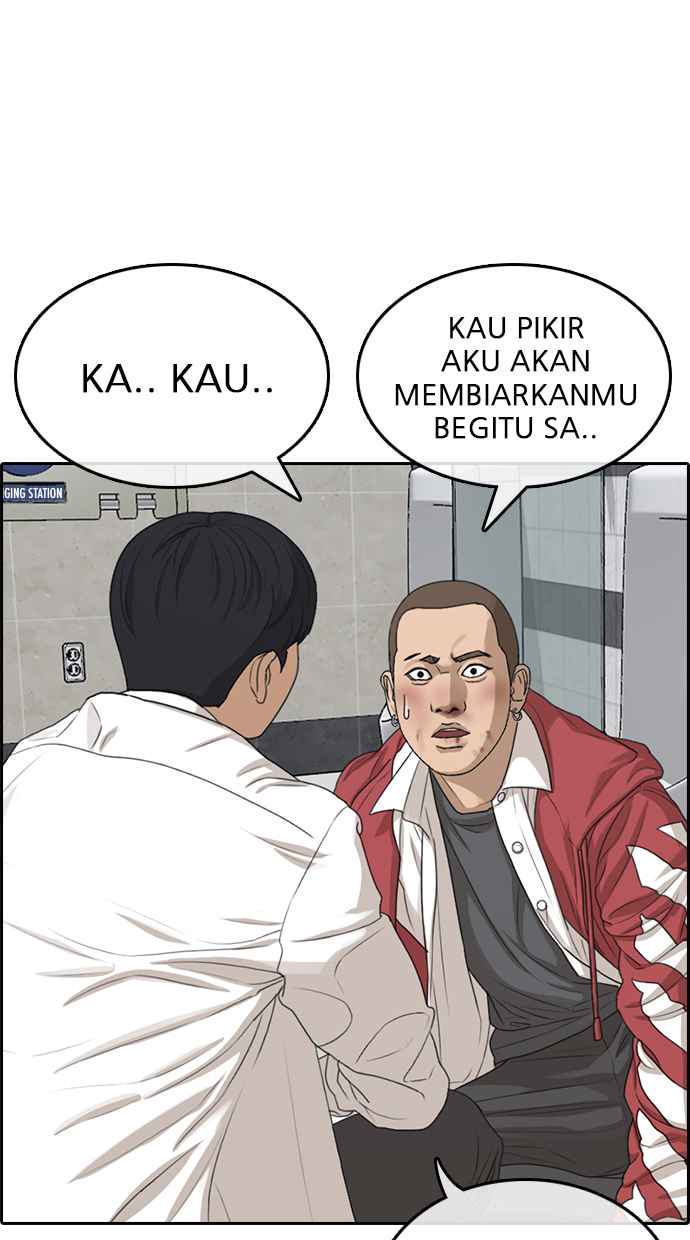 KA.. KAU..
KAU PIKIR
AKU AKAN
MEMBIARKANMU
BEGITU SA..
GING STATION